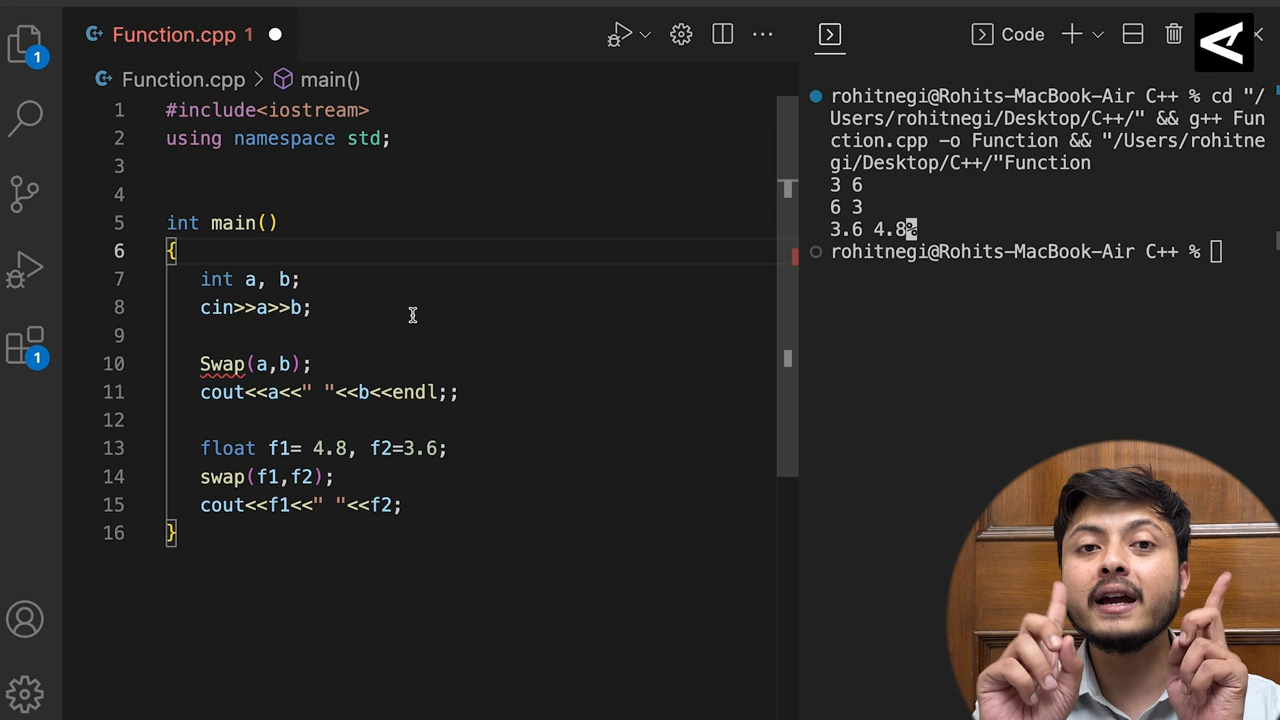 Function.cpp 1
Code
1
1
Function.cpp > main()
1 #include<iostream>
2 using namespace std;
3
4
5 int main()
6 {
7 int a, b;
8 cin>>a>>b;
9
10 Swap(a,b);
11 cout<<a<<" "<<b<<endl;;
12
13 float f1= 4.8, f2=3.6;
14 swap(f1,f2);
15 cout<<f1<<" "<<f2;
16 }
rohitnegi@Rohits-MacBook-Air C++ % cd "/
Users/rohitnegi/Desktop/C++/" && g++ Fun
ction.cpp -o Function && "/Users/rohitne
gi/Desktop/C++/"Function
3 6
6 3
3.6 4.8%
rohitnegi@Rohits-MacBook-Air C++ %